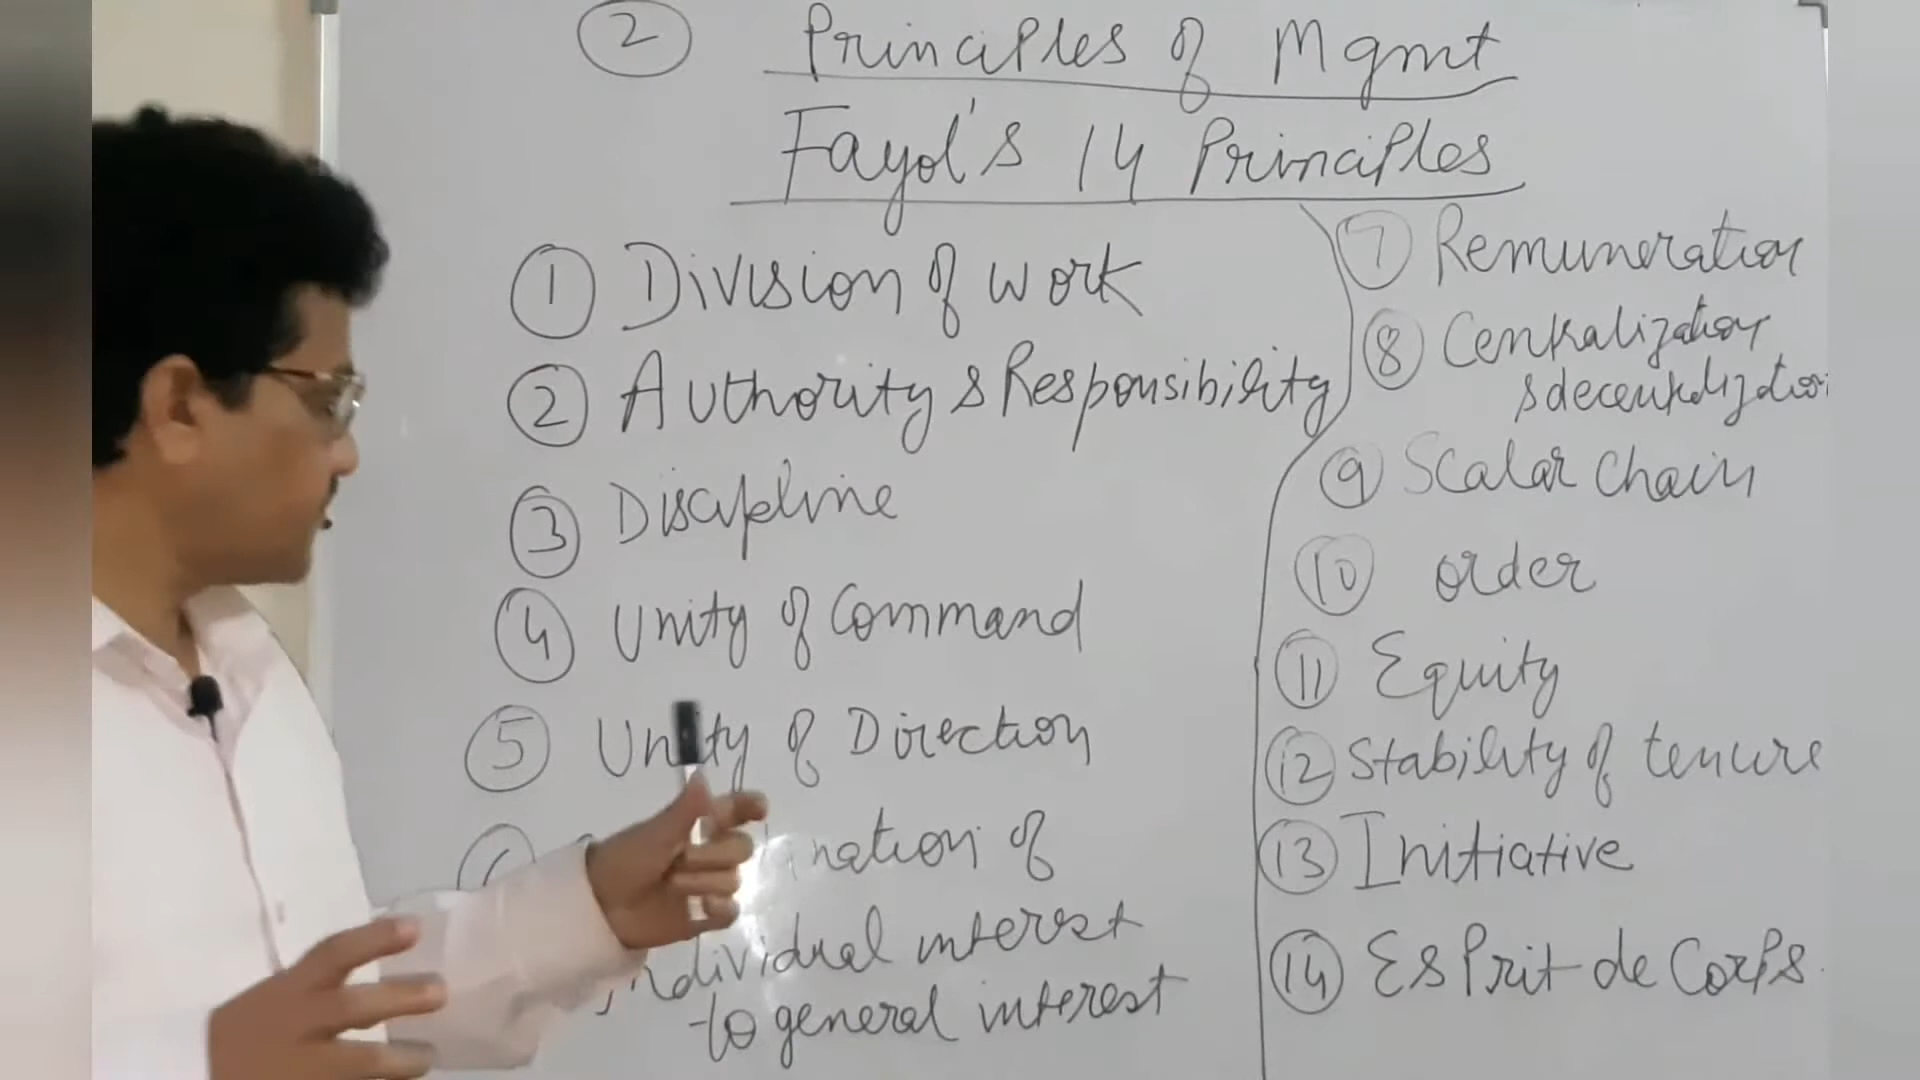 ② Principles of Mgmt
Fayol's 14 Principles
① Division of work
② Authority & Responsibility
③ Discipline
④ Unity of Command
⑤ Unity of Direction
of
individual interest
to general interest
⑦ Remuneration
⑧ Centralization
& decentralization
⑨ Scalar Chain
⑩ order
⑪ Equity
⑫ Stability of tenure
⑬ Initiative
⑭ Esprit de Corps